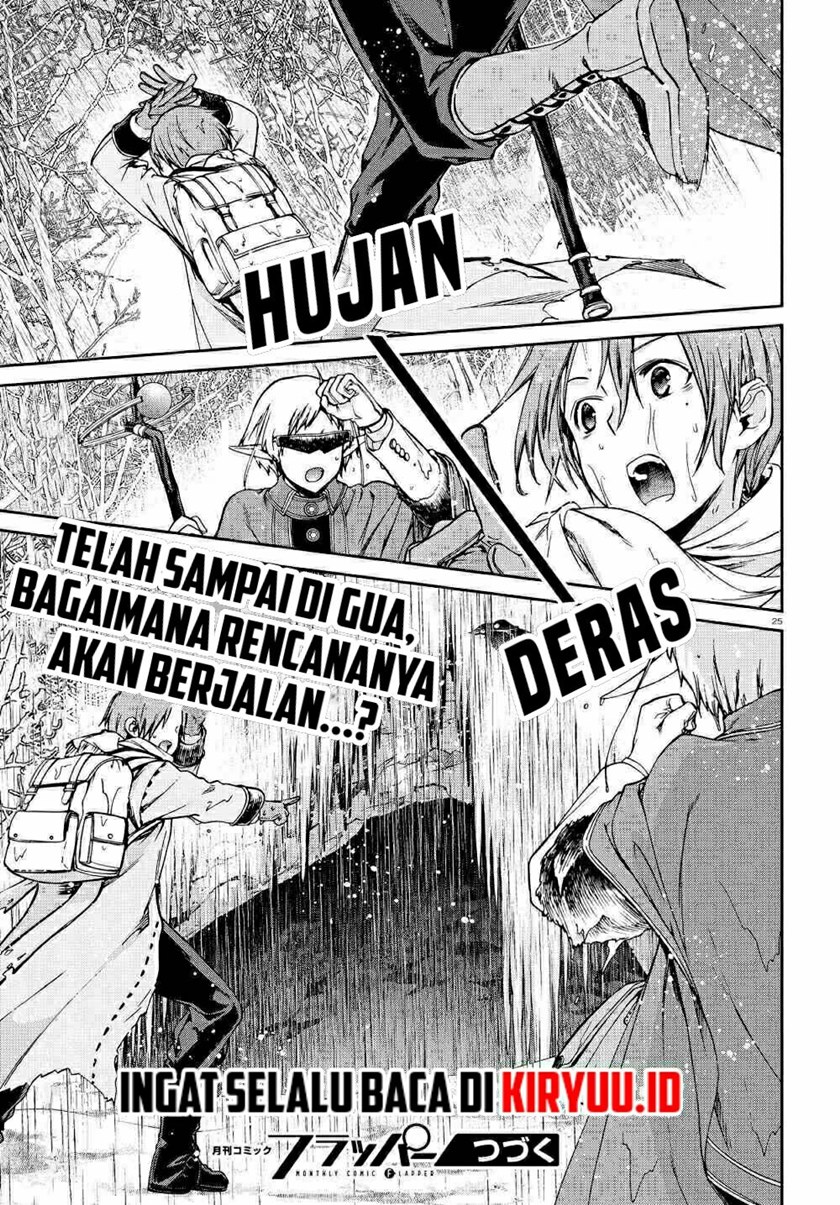 HUJAN
DERAS
25
TELAH SAMPAI DI GUA,
BAGAIMANA RENCANANYA
AKAN BERJALAN...?
INGAT SELALU BACA DI KIRYUU.ID
月刊コミック フラッパー つづく
MONTHLY COMIC FLAPPER